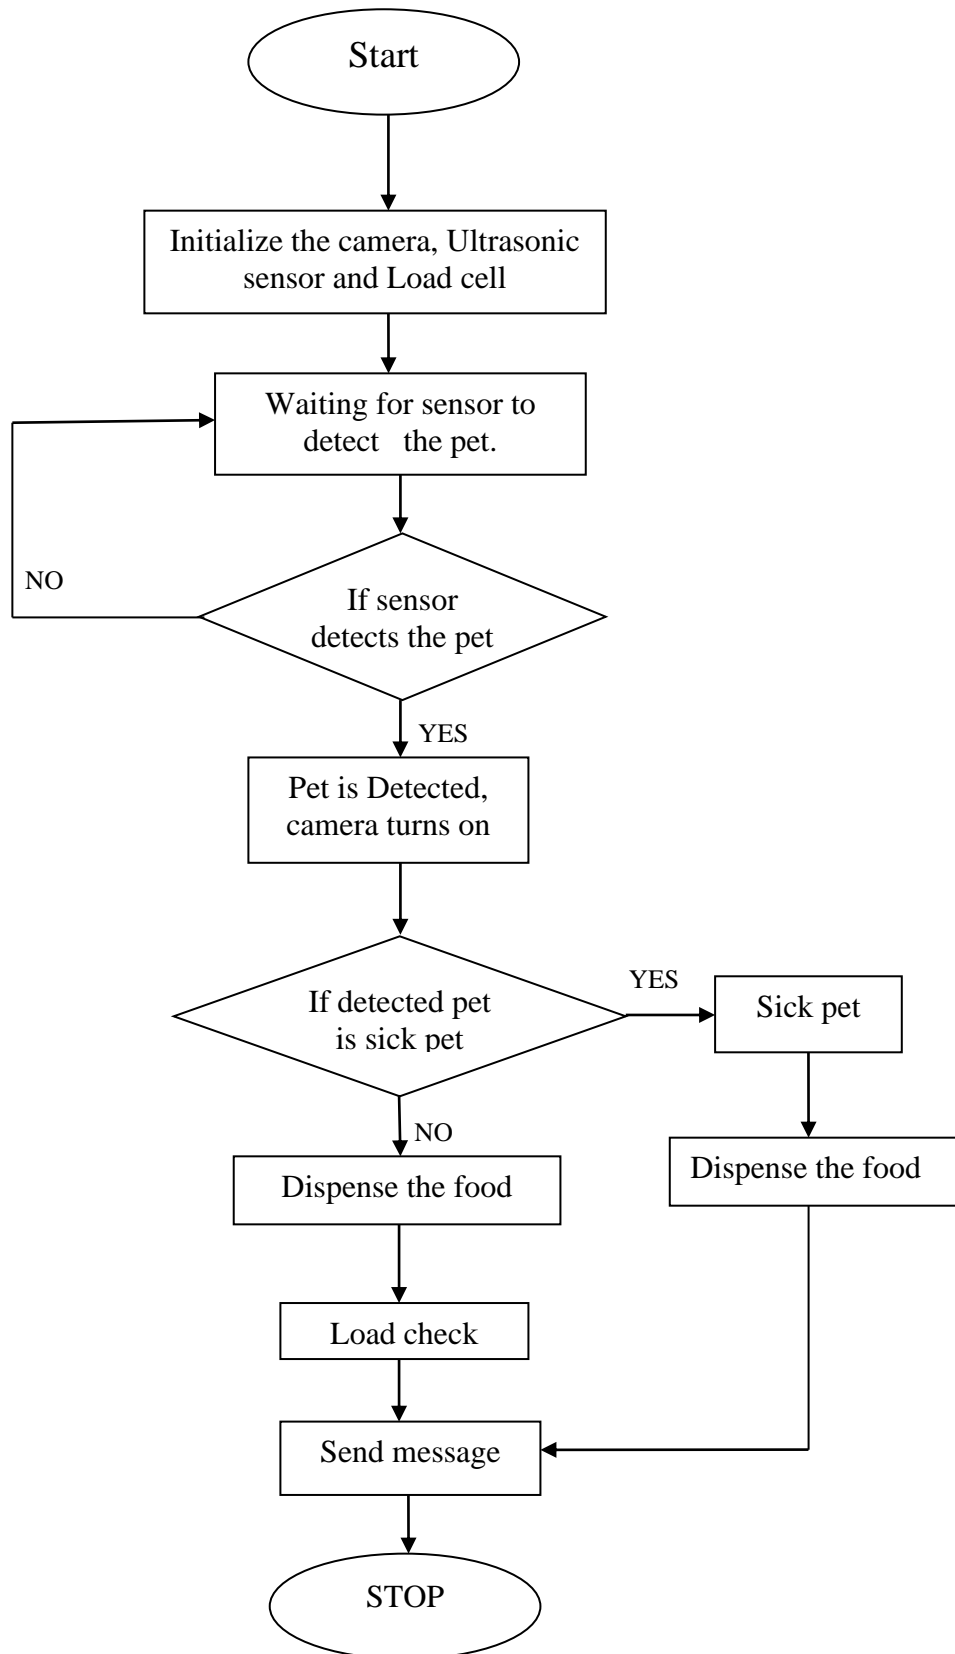 Start
Initialize the camera, Ultrasonic
sensor and Load cell
Waiting for sensor to
detect the pet.
NO
If sensor
detects the pet
YES
Pet is Detected,
camera turns on
If detected pet
is sick pet
YES
Sick pet
NO
Dispense the food
Dispense the food
Load check
Send message
STOP